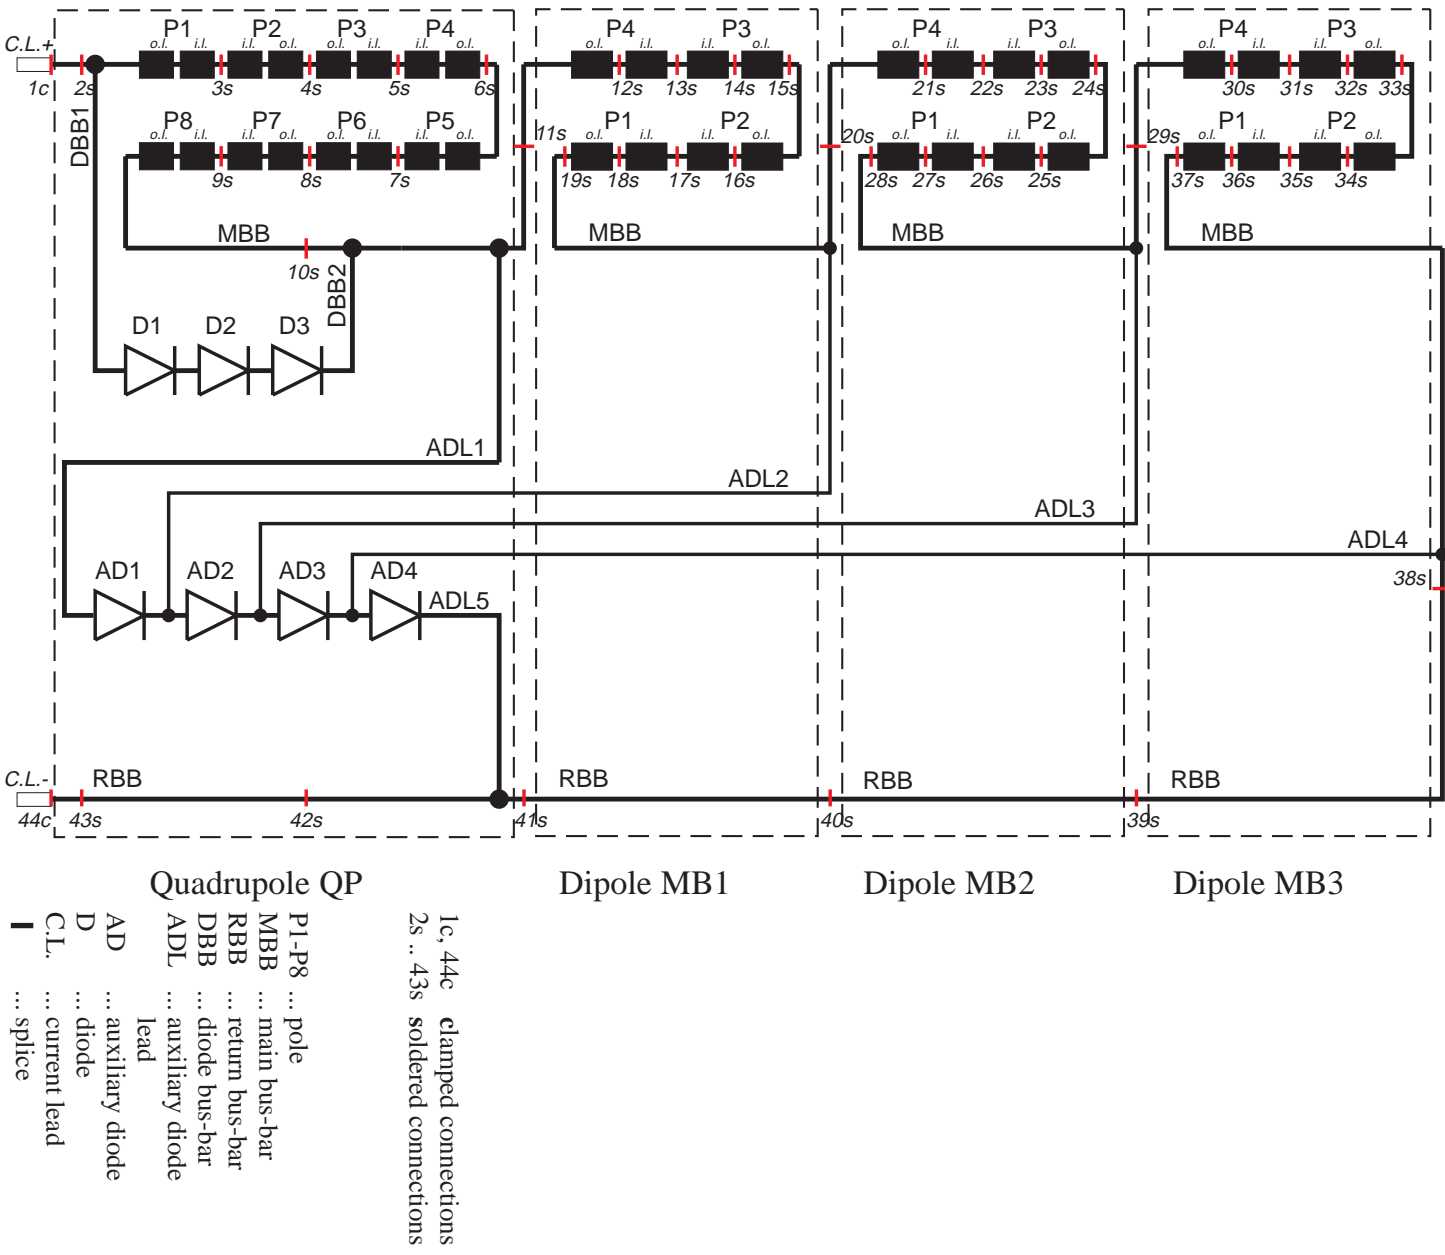 P1 P2 P3 P4 P4 P3 P4 P3 P4 P3
C.L.+ o.l. i.l. i.l. o.l. o.l. i.l. i.l. o.l. o.l. i.l. i.l. o.l. o.l. i.l. i.l. o.l. o.l. i.l. i.l. o.l.
1c 2s 3s 4s 5s 6s 12s 13s 14s 15s 21s 22s 23s 24s 30s 31s 32s 33s
DBB1
P8 P7 P6 P5 11s P1 P2 20s P1 P2 29s P1 P2
o.l. i.l. i.l. o.l. o.l. i.l. i.l. o.l. o.l. i.l. i.l. o.l. o.l. i.l. i.l. o.l. o.l. i.l. i.l. o.l.
9s 8s 7s 19s 18s 17s 16s 28s 27s 26s 25s 37s 36s 35s 34s
MBB MBB MBB MBB
10s
DBB2
D1 D2 D3
ADL1
ADL2
ADL3
ADL4
AD1 AD2 AD3 AD4
38s
ADL5
C.L.- RBB RBB RBB RBB
44c 43s 42s 41s 40s 39s
Quadrupole QP Dipole MB1 Dipole MB2 Dipole MB3
1c, 44c clamped connections
2s .. 43s soldered connections
P1-P8 ... pole
MBB ... main bus-bar
RBB ... return bus-bar
DBB ... diode bus-bar
ADL ... auxiliary diode
lead
AD ... auxiliary diode
D ... diode
C.L. ... current lead
... splice